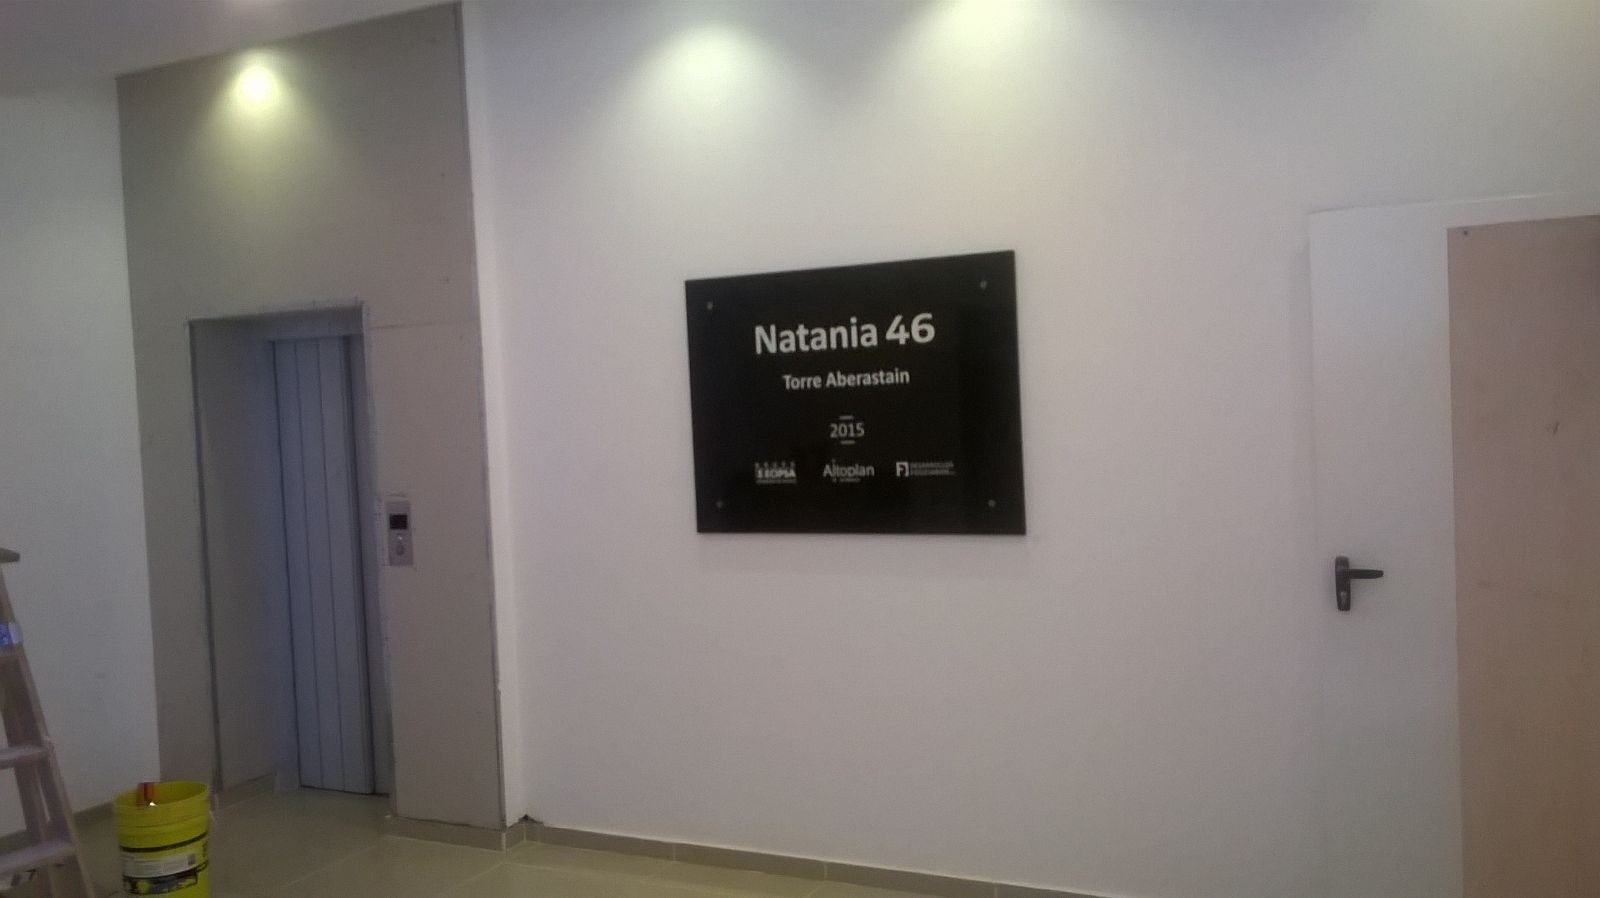 Natania 46
Torre Aberastain
2015
Altoplan